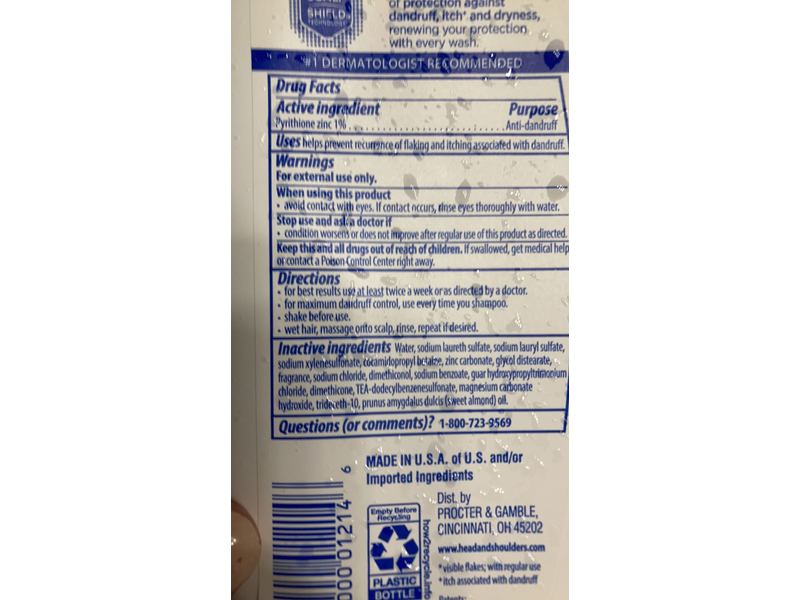 SHIELD
TECHNOLOGY
of protection against
dandruff, itch* and dryness,
renewing your protection
with every wash.
#1 DERMATOLOGIST RECOMMENDED
Drug Facts
Active ingredient Purpose
Pyrithione zinc 1% Anti-dandruff
Uses helps prevent recurrence of flaking and itching associated with dandruff.
Warnings
For external use only.
When using this product
• avoid contact with eyes. If contact occurs, rinse eyes thoroughly with water.
Stop use and ask a doctor if
• condition worsens or does not improve after regular use of this product as directed.
Keep this and all drugs out of reach of children. If swallowed, get medical help
or contact a Poison Control Center right away.
Directions
• for best results use at least twice a week or as directed by a doctor.
• for maximum dandruff control, use every time you shampoo.
• shake before use.
• wet hair, massage onto scalp, rinse, repeat if desired.
Inactive ingredients Water, sodium laureth sulfate, sodium lauryl sulfate,
sodium xylenesulfonate, cocamidopropyl betaine, zinc carbonate, glycol distearate,
fragrance, sodium chloride, dimethiconol, sodium benzoate, guar hydroxypropyltrimonium
chloride, dimethicone, TEA-dodecylbenzenesulfonate, magnesium carbonate
hydroxide, trideceth-10, prunus amygdalus dulcis (sweet almond) oil.
Questions (or comments)? 1-800-723-9569
MADE IN U.S.A. of U.S. and/or
Imported Ingredients
Dist. by
PROCTER & GAMBLE,
CINCINNATI, OH 45202
www.headandshoulders.com
*visible flakes; with regular use
+itch associated with dandruff
Patents:
Empty Before
Recycling
PLASTIC
BOTTLE
how2recycle.info
000 01214 6